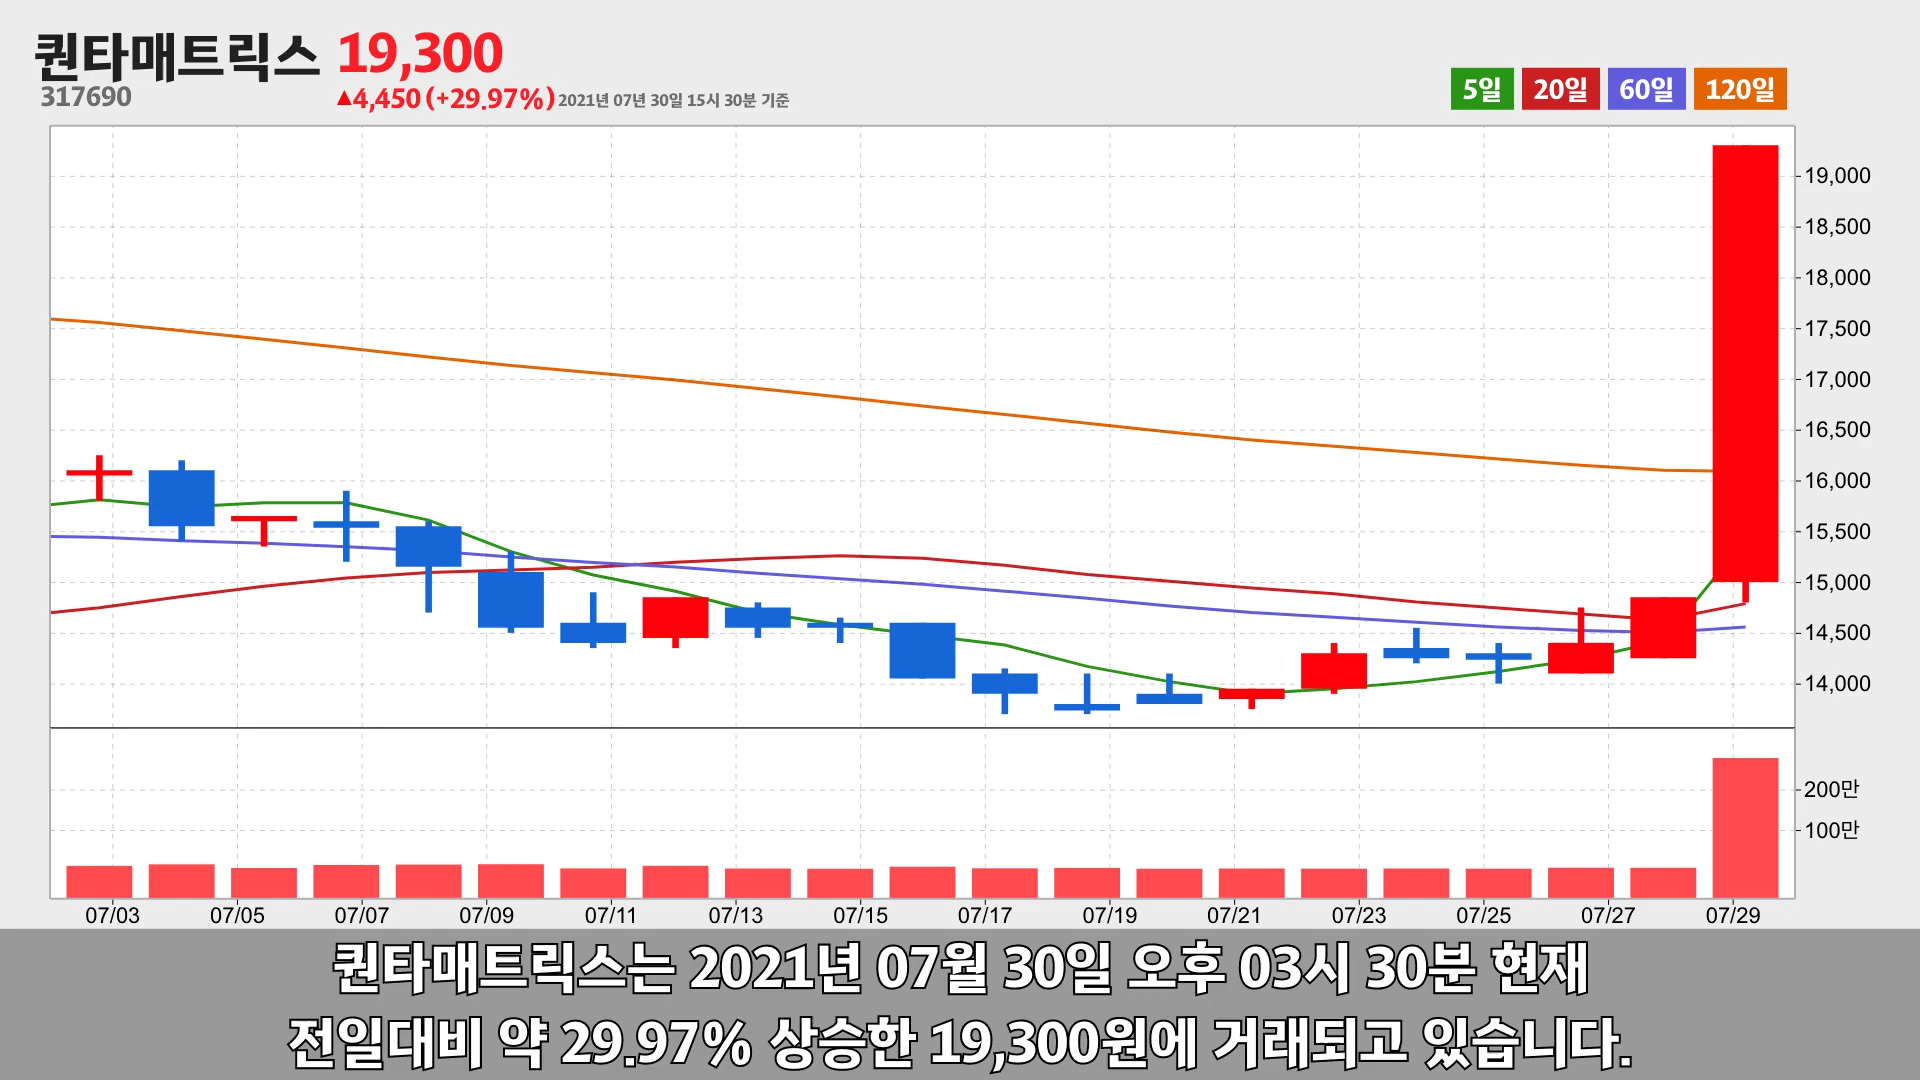 퀀타매트릭스 19,300
317690
▲4,450 (+29.97%) 2021년 07월 30일 15시 30분 기준
5일 20일 60일 120일
19,000
18,500
18,000
17,500
17,000
16,500
16,000
15,500
15,000
14,500
14,000
200만
100만
07/03 07/05 07/07 07/09 07/11 07/13 07/15 07/17 07/19 07/21 07/23 07/25 07/27 07/29
퀀타매트릭스는 2021년 07월 30일 오후 03시 30분 현재
전일대비 약 29.97% 상승한 19,300원에 거래되고 있습니다.